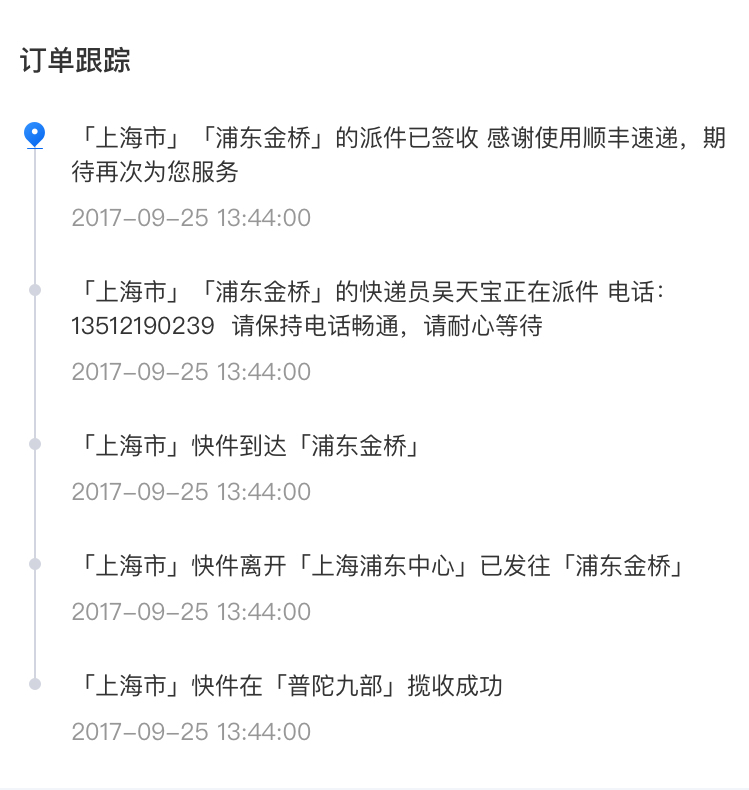 订单跟踪
「上海市」「浦东金桥」的派件已签收 感谢使用顺丰速递，期
待再次为您服务
2017-09-25 13:44:00
「上海市」「浦东金桥」的快递员吴天宝正在派件 电话：
13512190239 请保持电话畅通，请耐心等待
2017-09-25 13:44:00
「上海市」快件到达「浦东金桥」
2017-09-25 13:44:00
「上海市」快件离开「上海浦东中心」已发往「浦东金桥」
2017-09-25 13:44:00
「上海市」快件在「普陀九部」揽收成功
2017-09-25 13:44:00